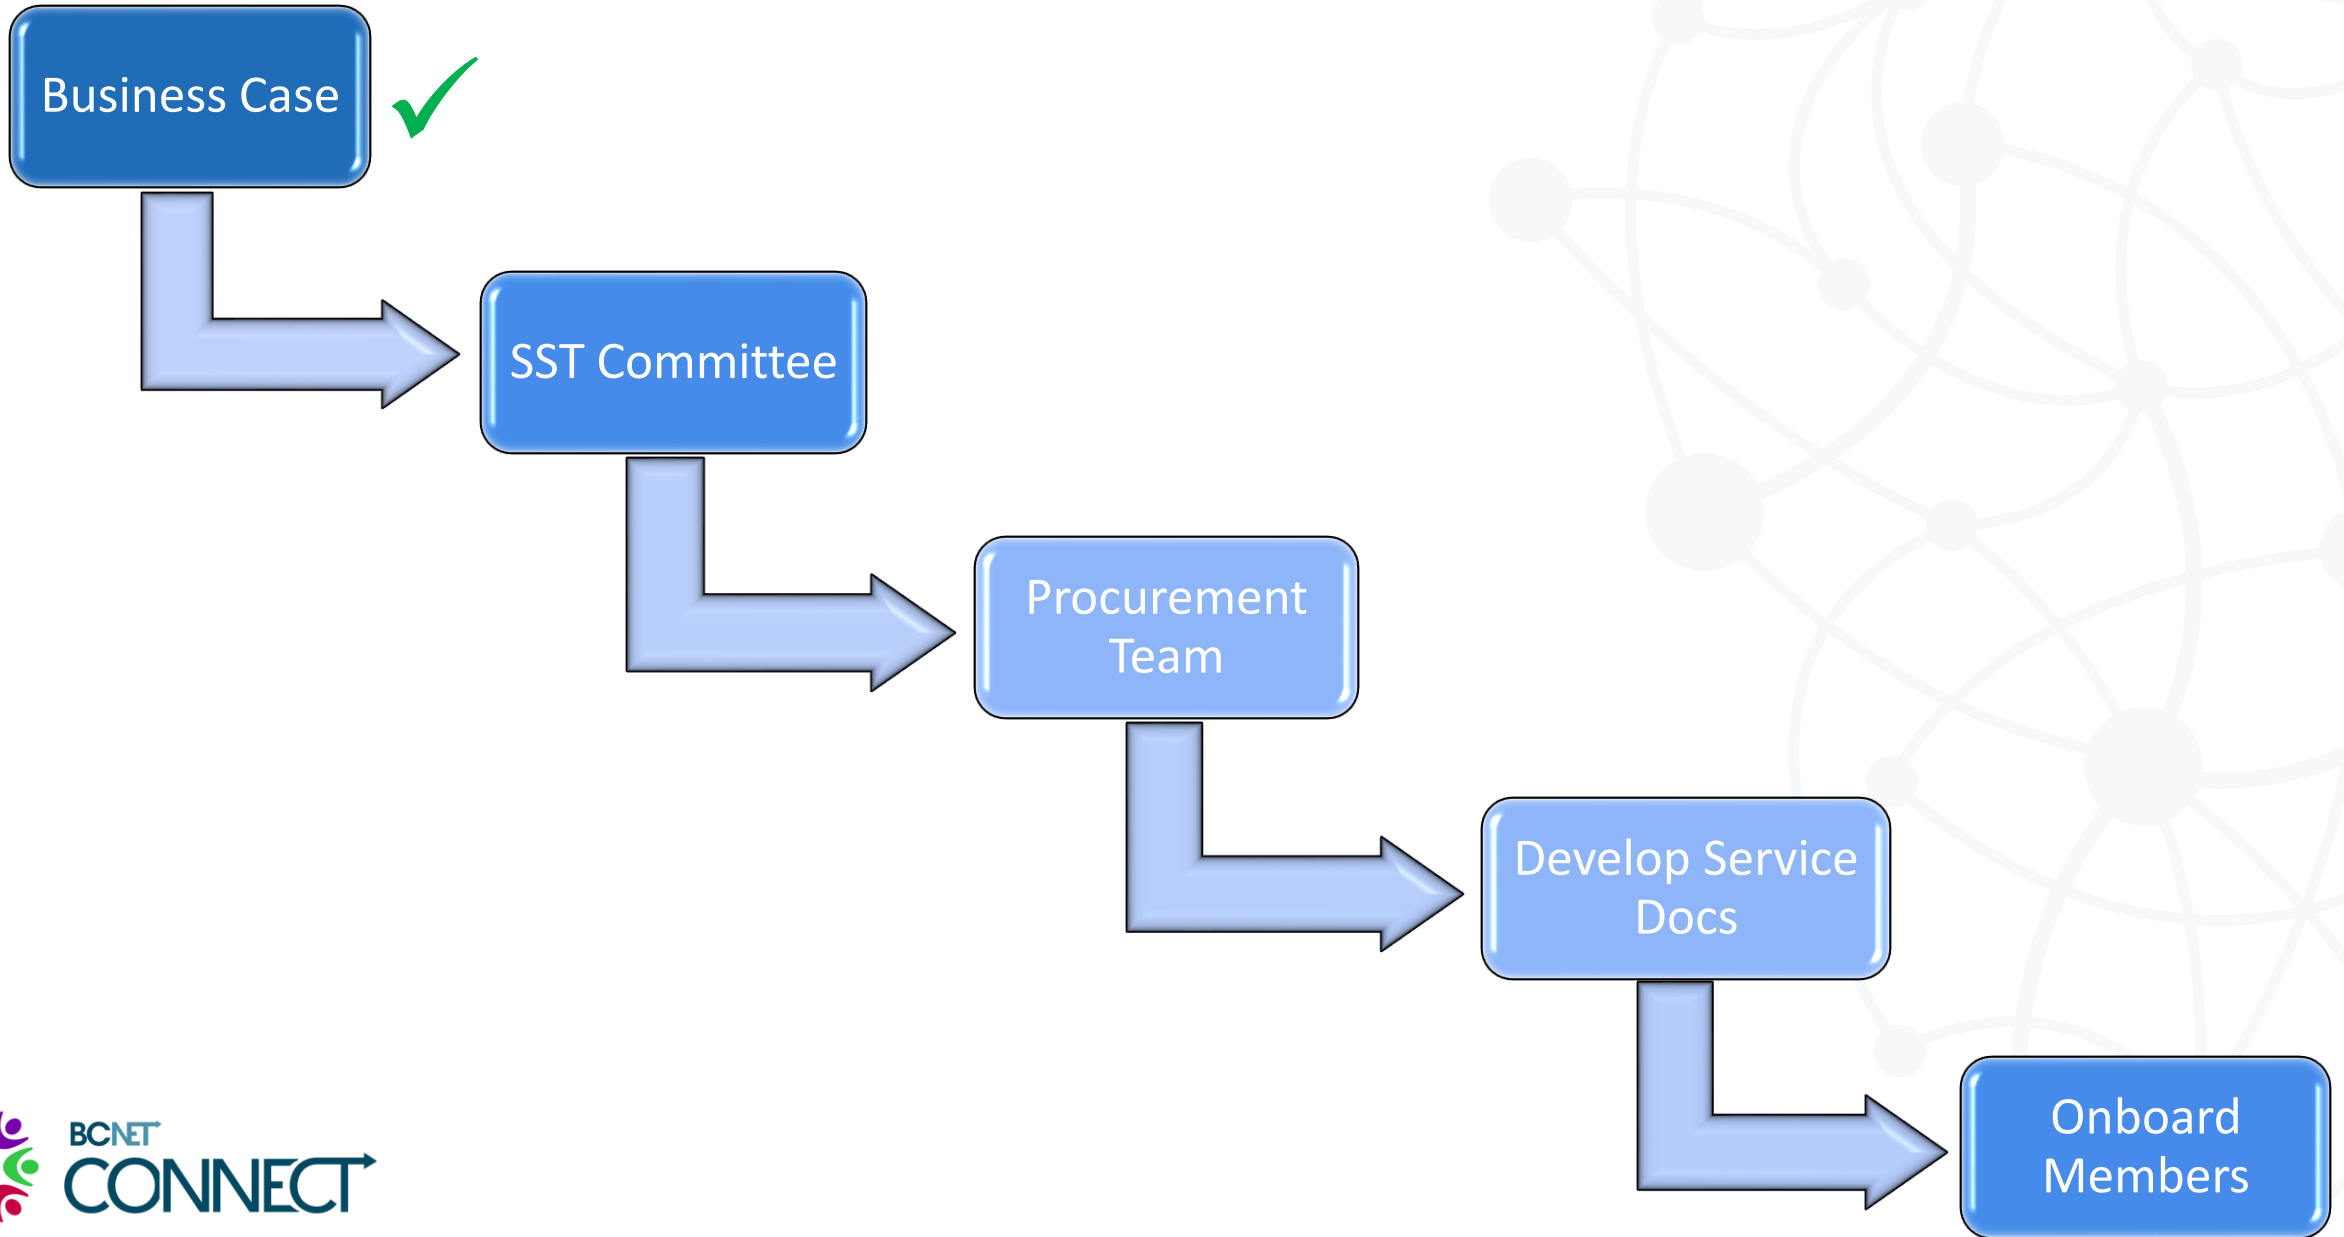 Business Case
SST Committee
Procurement
Team
Develop Service
Docs
Onboard
Members
BCNET
CONNECT